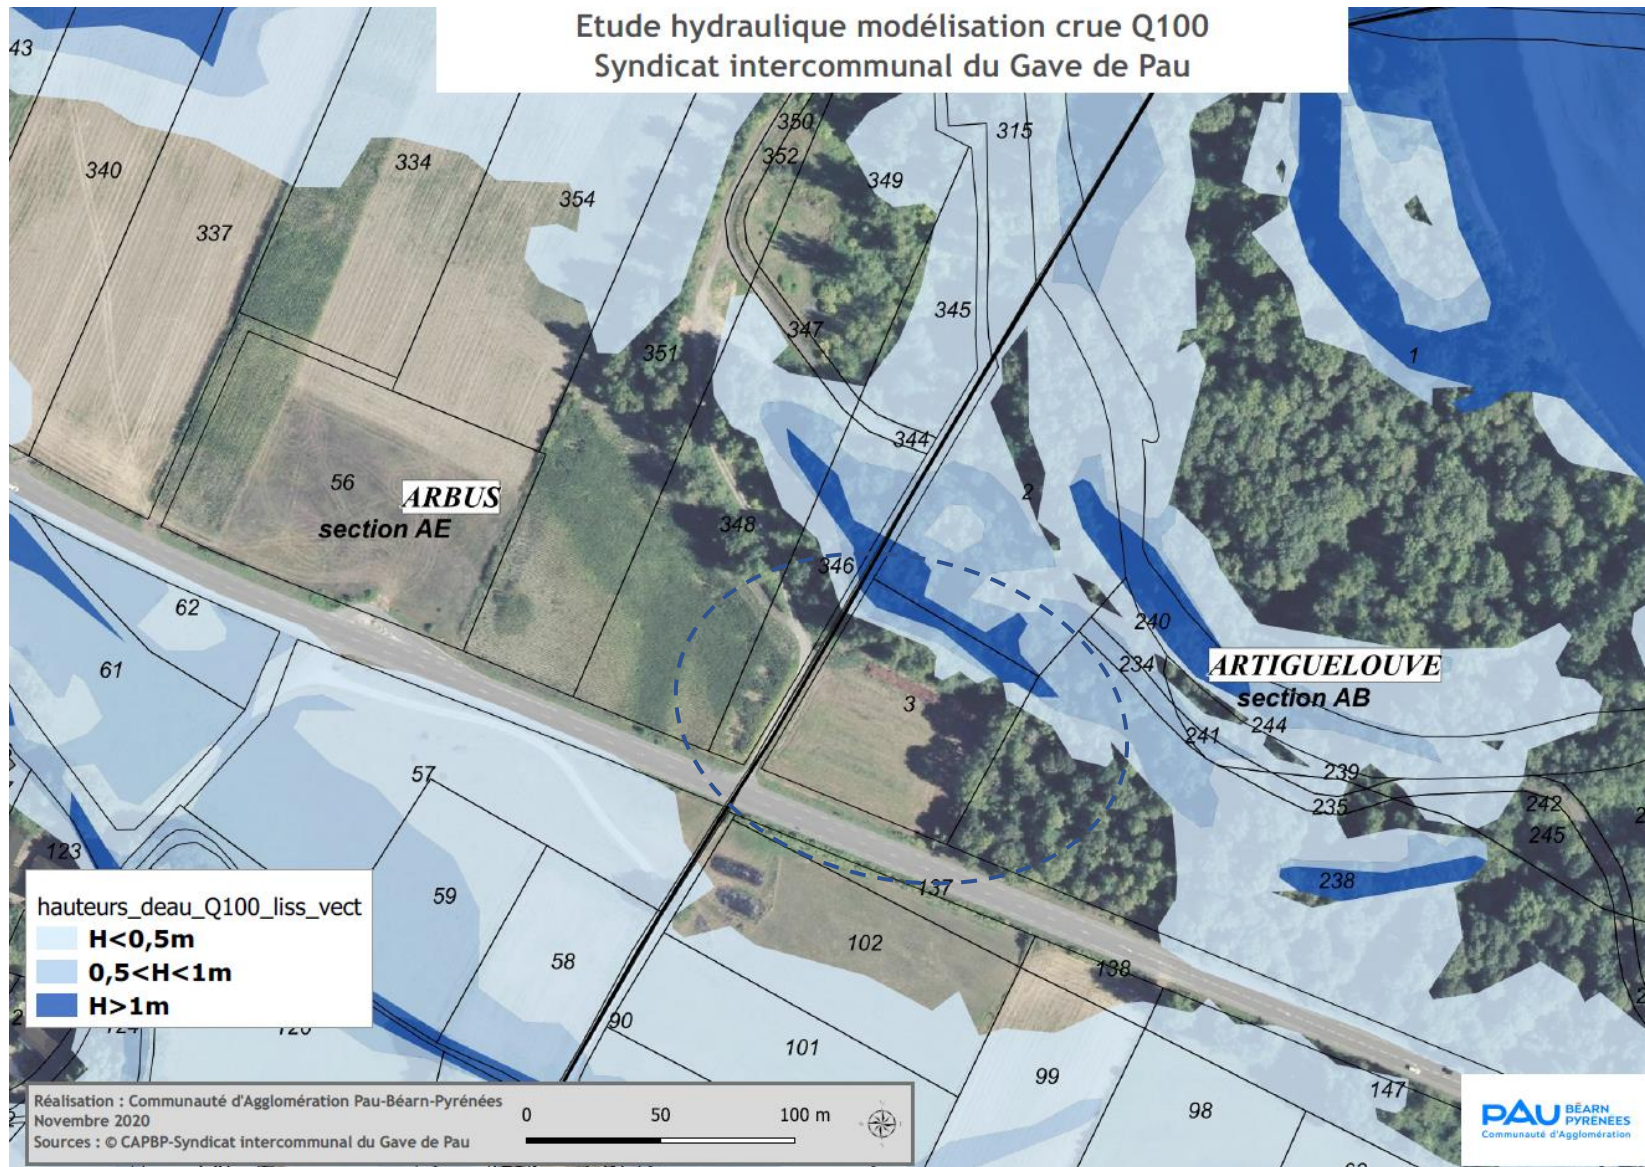 Etude hydraulique modélisation crue Q100
Syndicat intercommunal du Gave de Pau
43
350
315
352
340
334
349
354
337
345
347
351
1
344
56
ARBUS
section AE
2
348
346
62
240
61
234
ARTIGUELOUVE
section AB
3
244
241
57
239
235
242
245
123
238
137
59
102
58
138
hauteurs_deau_Q100_liss_vect
H<0,5m
0,5<H<1m
H>1m
90
101
99
147
98
Réalisation : Communauté d'Agglomération Pau-Béarn-Pyrénées
Novembre 2020
Sources : © CAPBP-Syndicat intercommunal du Gave de Pau
0 50 100 m
PAU BÉARN
PYRÉNÉES
Communauté d'Agglomération